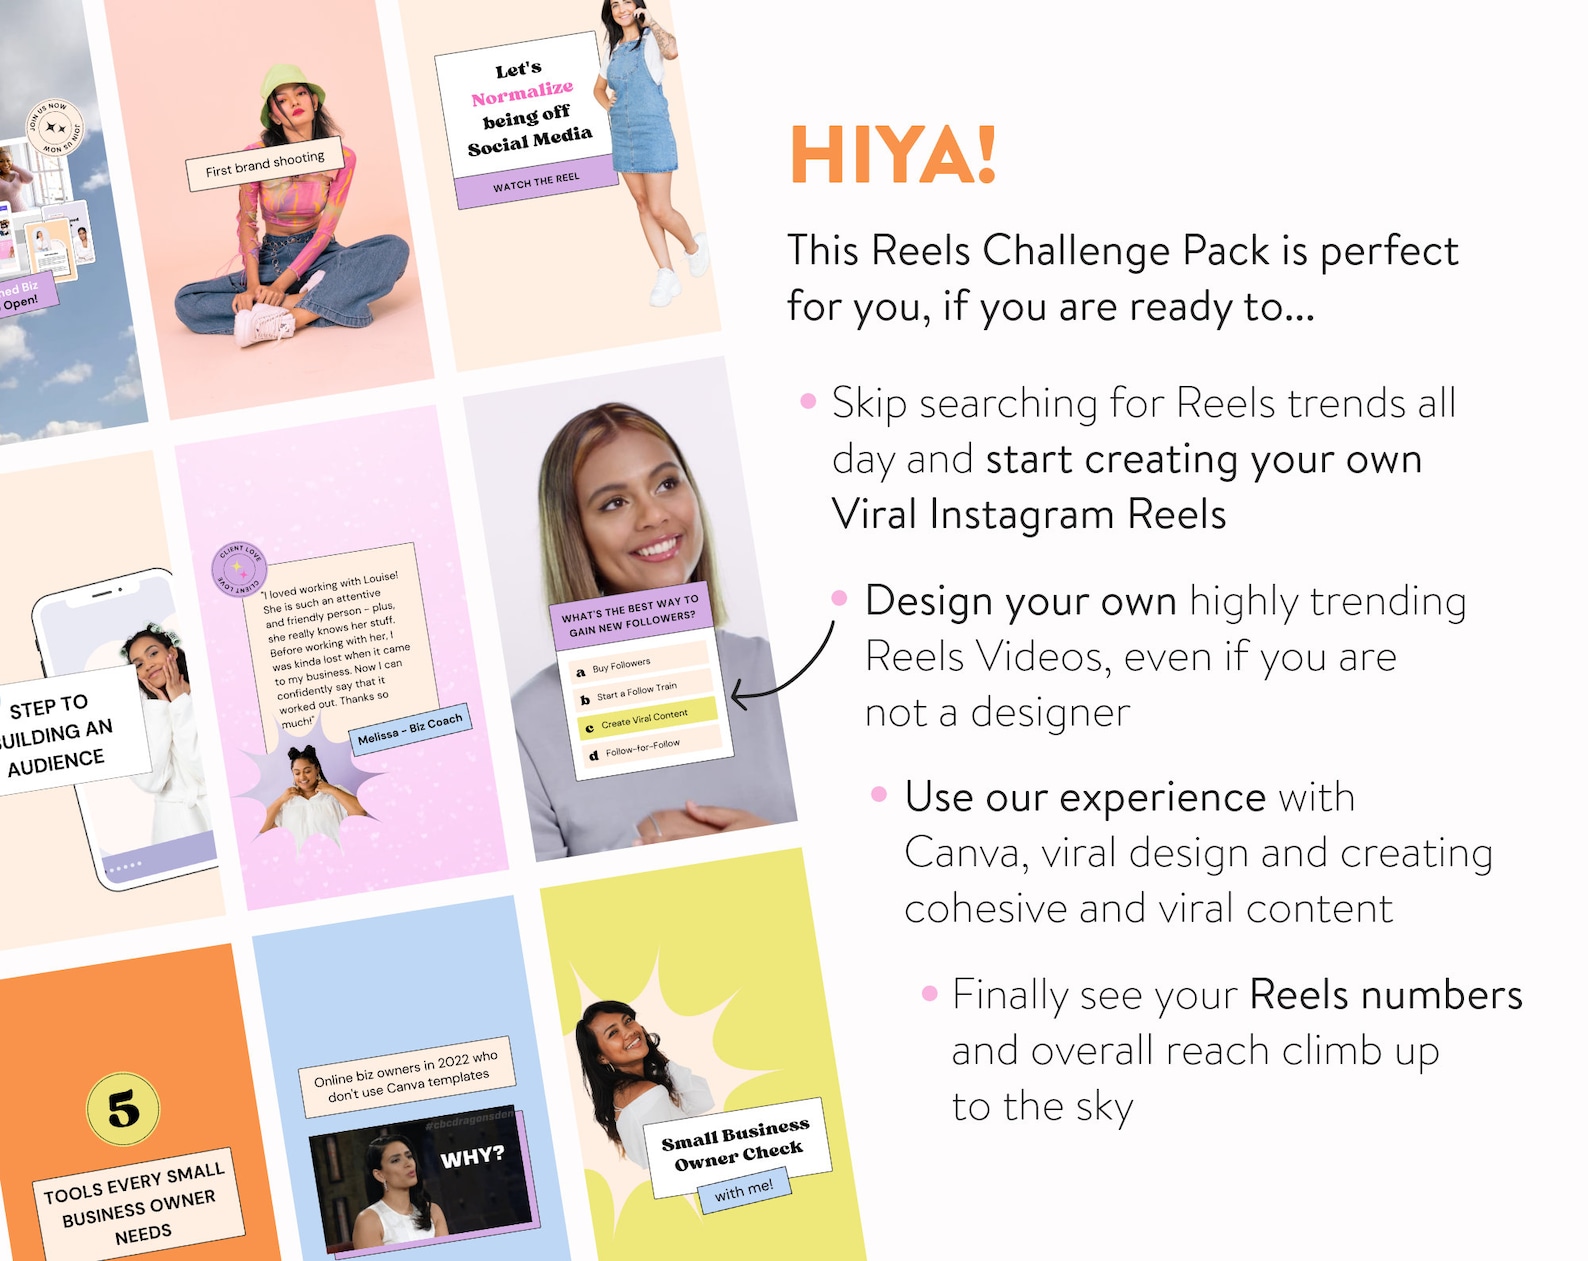 JOIN US NOW
JOIN US NOW
Open!
First brand shooting
Let's
Normalize
being off
Social Media
WATCH THE REEL
STEP TO
BUILDING AN
AUDIENCE
CLIENT LOVE
CLIENT LOVE
"I loved working with Louise!
She is such an attentive
and friendly person - plus,
she really knows her stuff.
Before working with her, I
was kinda lost when it came
to my business. Now I can
confidently say that it
worked out. Thanks so
much!"
Melissa - Biz Coach
WHAT'S THE BEST WAY TO
GAIN NEW FOLLOWERS?
a Buy Followers
b Start a Follow Train
c Create Viral Content
d Follow-for-Follow
5
TOOLS EVERY SMALL
BUSINESS OWNER
NEEDS
Online biz owners in 2022 who
don't use Canva templates
#cbcdragonsden
WHY?
Small Business
Owner Check
with me!
HIYA!
This Reels Challenge Pack is perfect
for you, if you are ready to...
Skip searching for Reels trends all
day and start creating your own
Viral Instagram Reels
Design your own highly trending
Reels Videos, even if you are
not a designer
Use our experience with
Canva, viral design and creating
cohesive and viral content
Finally see your Reels numbers
and overall reach climb up
to the sky